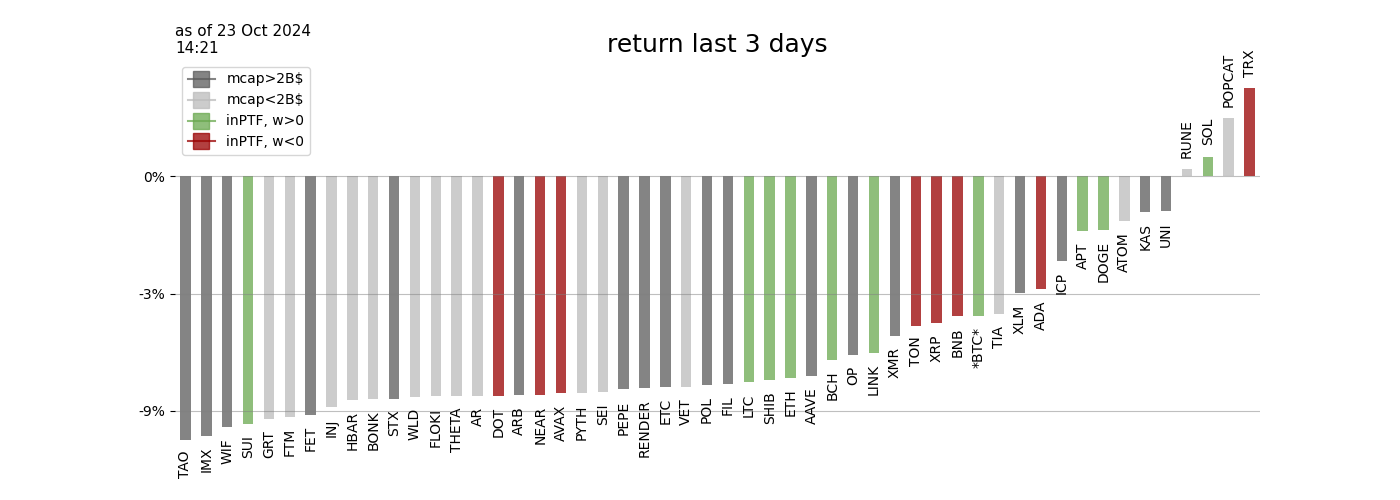 as of 23 Oct 2024
14:21
return last 3 days
mcap>2B$
mcap<2B$
inPTF, w>0
inPTF, w<0
0%
-3%
-9%
TAO
IMX
WIF
SUI
GRT
FTM
FET
INJ
HBAR
BONK
STX
WLD
FLOKI
THETA
AR
DOT
ARB
NEAR
AVAX
PYTH
SEI
PEPE
RENDER
ETC
VET
POL
FIL
LTC
SHIB
ETH
AAVE
BCH
OP
LINK
XMR
TON
XRP
BNB
*BTC*
TIA
XLM
ADA
ICP
APT
DOGE
ATOM
KAS
UNI
RUNE
SOL
POPCAT
TRX